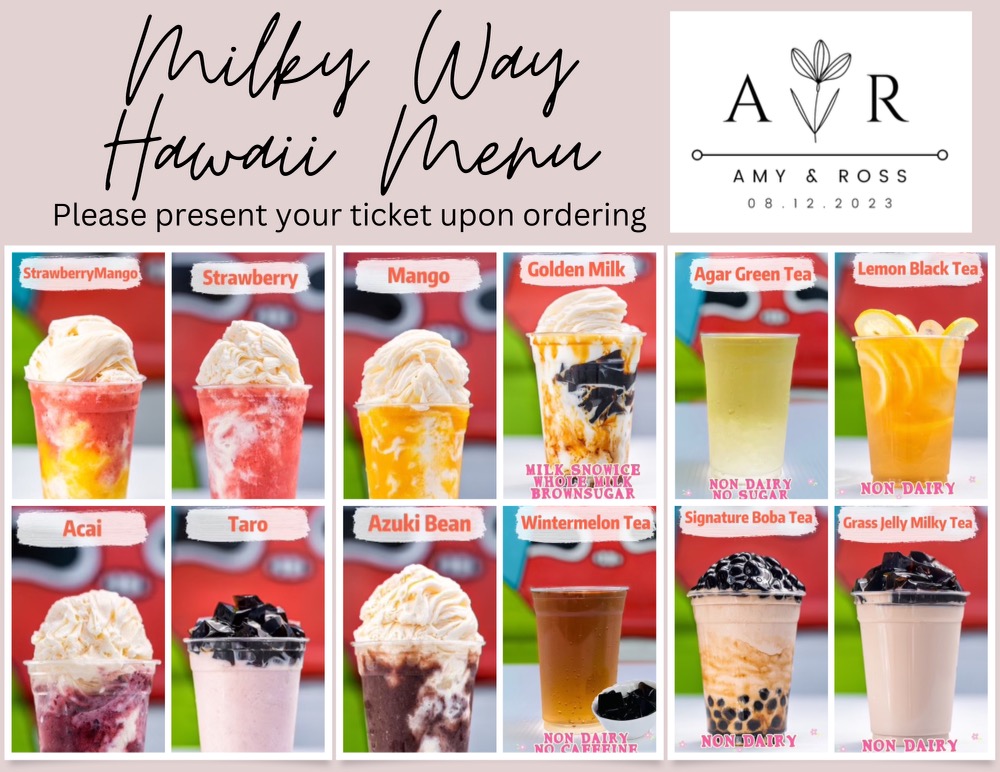 Milky Way
Hawaii Menu
Please present your ticket upon ordering
A R
AMY & ROSS
08.12.2023
StrawberryMango
Strawberry
Mango
Golden Milk
MILK SNOWICE
WHOLE MILK
BROWNSUGAR
Agar Green Tea
NON DAIRY
NO SUGAR
Lemon Black Tea
NON DAIRY
Acai
Taro
Azuki Bean
Wintermelon Tea
NON DAIRY
NO CAFFEINE
Signature Boba Tea
NON DAIRY
Grass Jelly Milky Tea
NON DAIRY